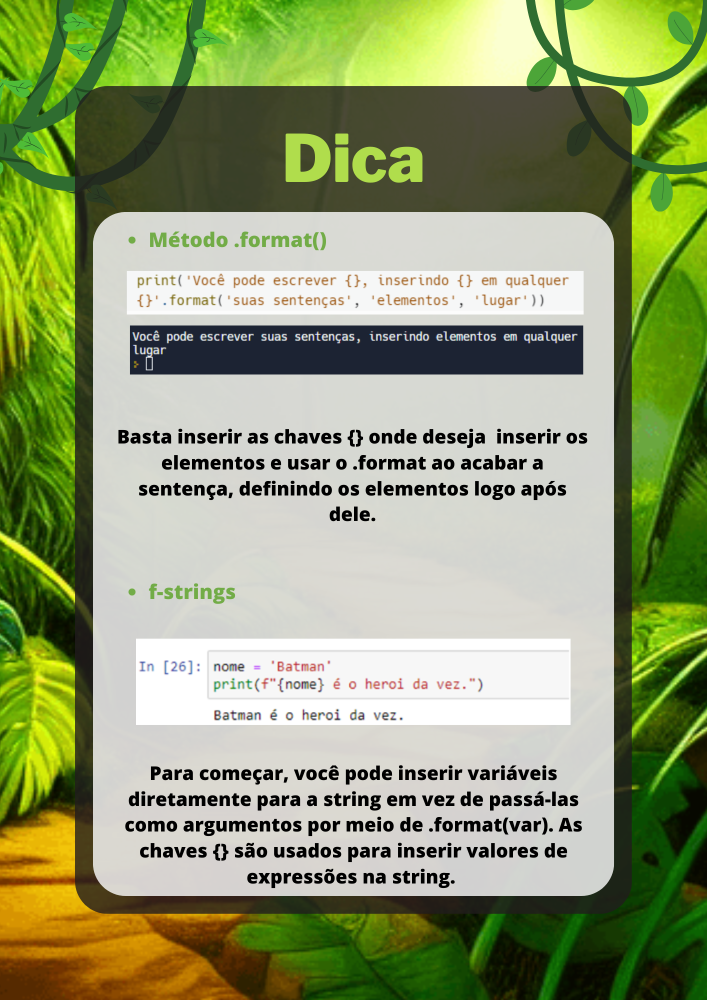 Dica
• Método .format()
print('Você pode escrever {}, inserindo {} em qualquer
{}'.format('suas sentenças', 'elementos', 'lugar'))
Você pode escrever suas sentenças, inserindo elementos em qualquer
lugar
Basta inserir as chaves {} onde deseja  inserir os
elementos e usar o .format ao acabar a
sentença, definindo os elementos logo após
dele.
• f-strings
In [26]: nome = 'Batman'
print(f"{nome} é o heroi da vez.")
Batman é o heroi da vez.
Para começar, você pode inserir variáveis
diretamente para a string em vez de passá-las
como argumentos por meio de .format(var). As
chaves {} são usados para inserir valores de
expressões na string.